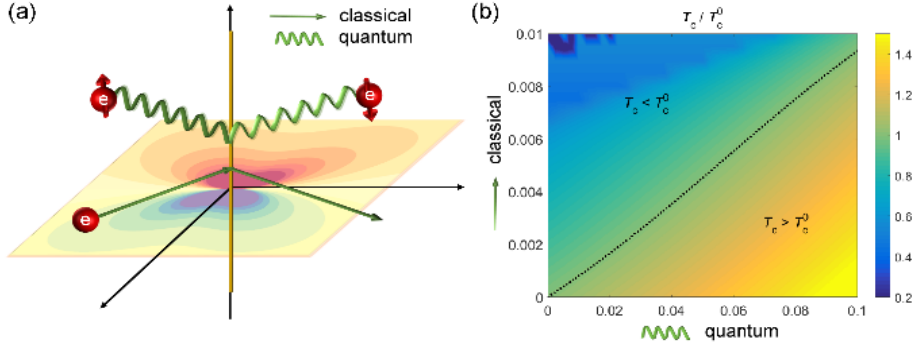 (a)
classical
quantum
e
e
e
(b)
T_c / T_c^0
0.01
0.008
0.006
0.004
0.002
0
classical
T_c < T_c^0
T_c > T_c^0
0
0.02
0.04
0.06
0.08
0.1
quantum
1.4
1.2
1
0.8
0.6
0.4
0.2